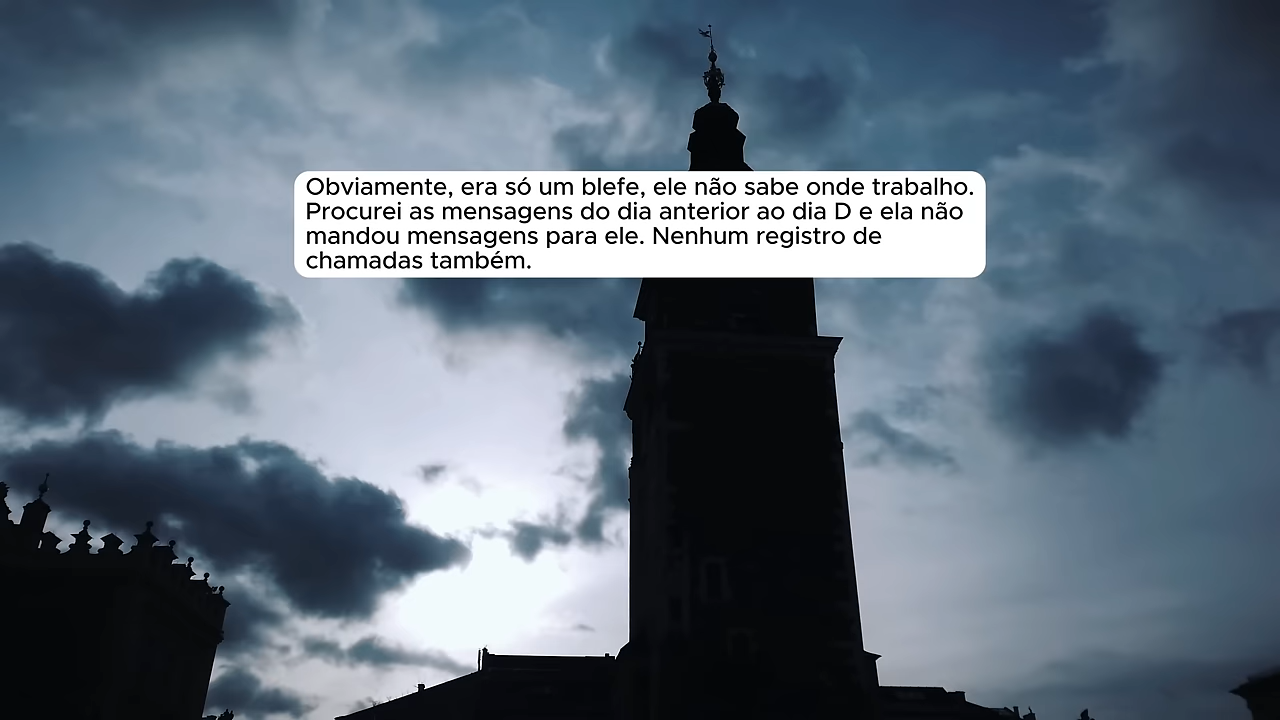 Obviamente, era só um blefe, ele não sabe onde trabalho.
Procurei as mensagens do dia anterior ao dia D e ela não
mandou mensagens para ele. Nenhum registro de
chamadas também.